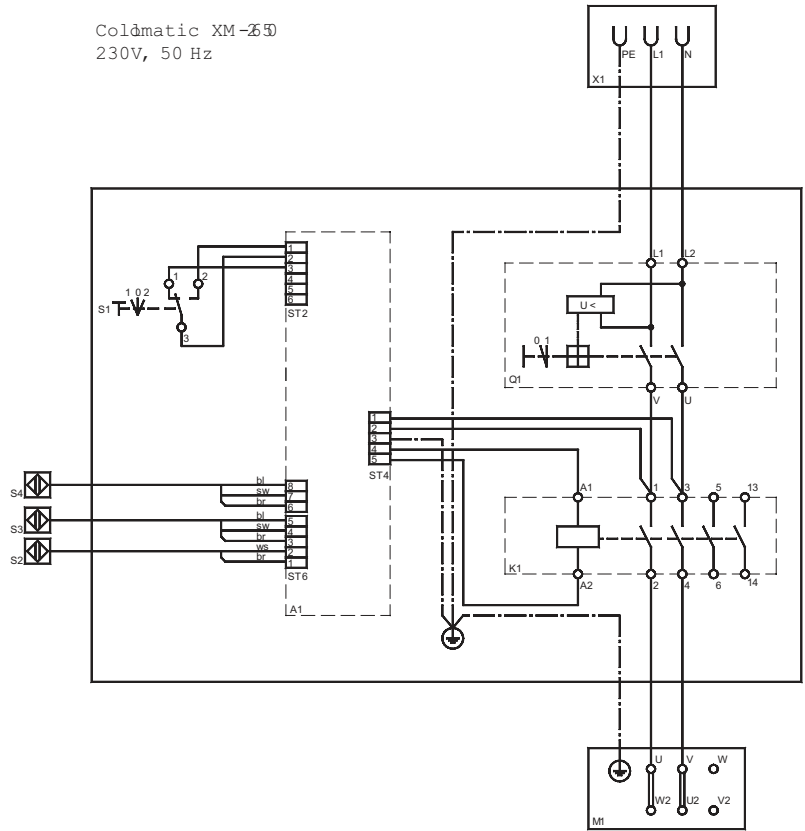 230V, 50 Hz
PE L1 N
X1
L1 L2
1 2
1 0 2
S1
3
1
2
3
4
5
6
ST2
U <
0 1
Q1
V U
1
2
3
4
5
ST4
A1 1 3 5 13
K1
A2 2 4 6 14
S4
bl 8
sw 7
br 6
S3
bl 5
sw 4
br 3
S2
ws 2
br 1
ST6
A1
U V W
W2 U2 V2
M1